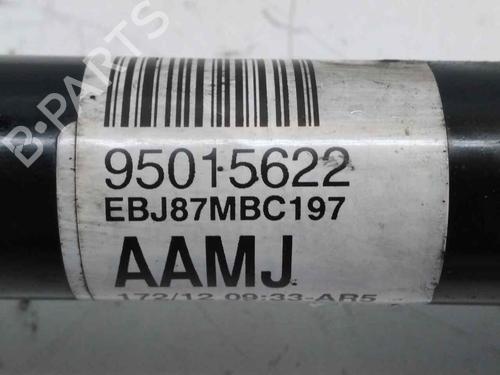 B-PARTS
95015622
EBJ87MBC197
AAMJ
172/12 09:33-AR5